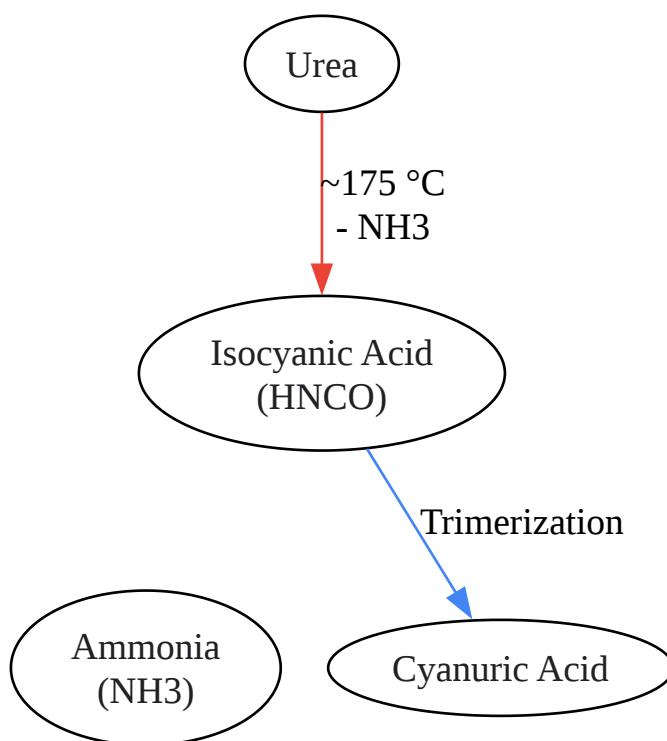 Urea
~175 °C
- NH3
Isocyanic Acid
(HNCO)
Trimerization
Ammonia
(NH3)
Cyanuric Acid